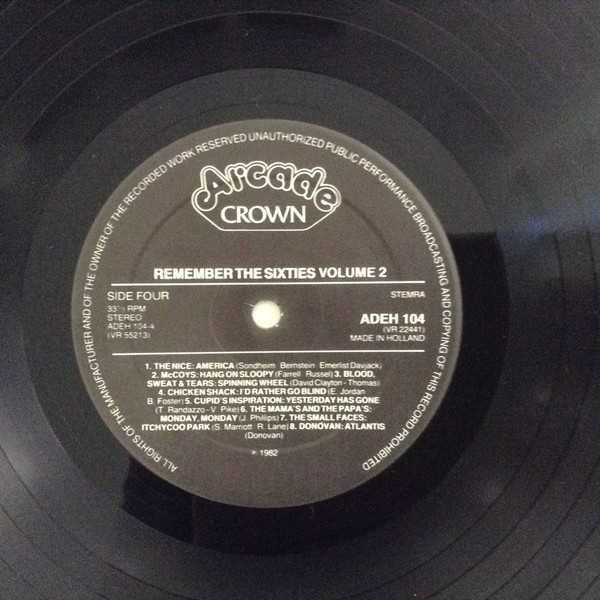 ALL RIGHTS OF THE MANUFACTURER AND OF THE OWNER OF THE RECORDED WORK RESERVED UNAUTHORIZED PUBLIC PERFORMANCE BROADCASTING AND COPYING OF THIS RECORD PROHIBITED
Arcade
CROWN
REMEMBER THE SIXTIES VOLUME 2
SIDE FOUR
33⅓ RPM
STEREO
ADEH 104-4
(VR 55213)
STEMRA
ADEH 104
(VR 22441)
MADE IN HOLLAND
1. THE NICE: AMERICA (Sondheim Bernstein Emerlist Davjack)
2. McCOYS: HANG ON SLOOPY (Farrell Russel) 3. BLOOD,
SWEAT & TEARS: SPINNING WHEEL (David Clayton - Thomas)
4. CHICKEN SHACK: I'D RATHER GO BLIND (E. Jordan
B. Foster) 5. CUPID'S INSPIRATION: YESTERDAY HAS GONE
(T. Randazzo - V. Pike) 6. THE MAMA'S AND THE PAPA'S:
MONDAY, MONDAY (J. Phillips) 7. THE SMALL FACES:
ITCHYCOO PARK (S. Marriott R. Lane) 8. DONOVAN: ATLANTIS
(Donovan)
℗ 1982